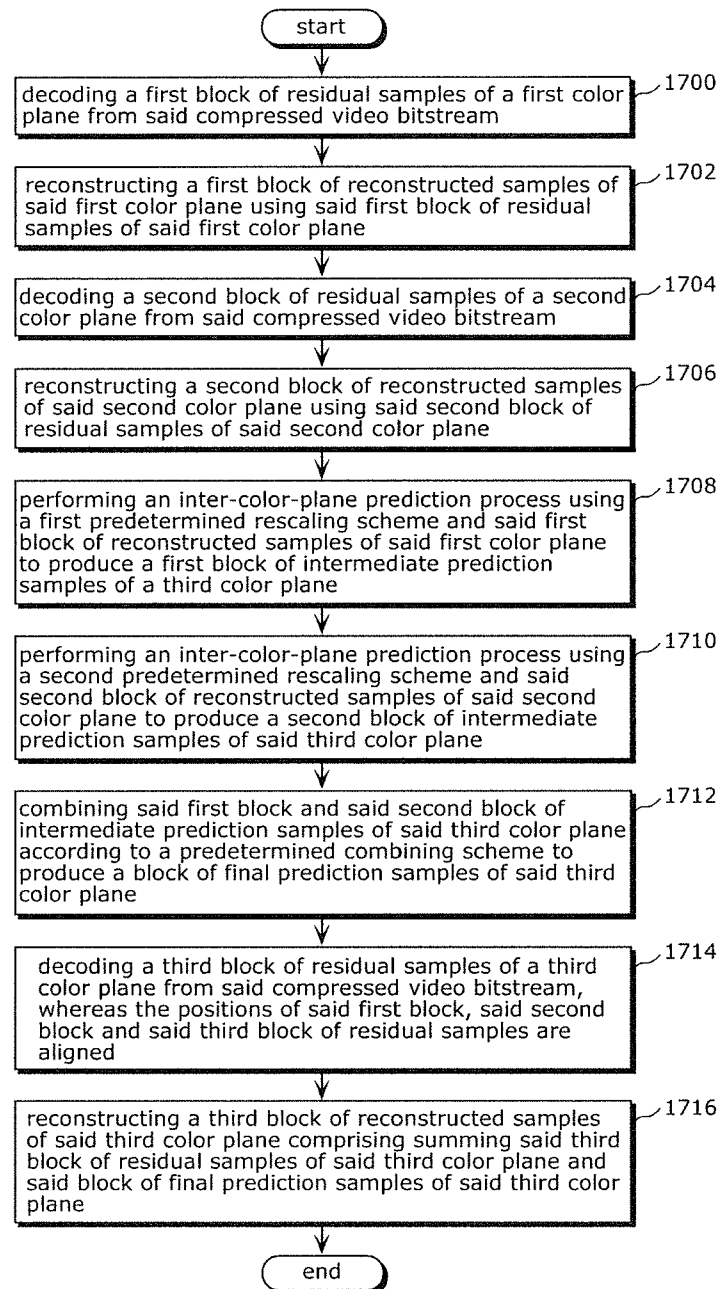 start
1700
decoding a first block of residual samples of a first color
plane from said compressed video bitstream
1702
reconstructing a first block of reconstructed samples of
said first color plane using said first block of residual
samples of said first color plane
1704
decoding a second block of residual samples of a second
color plane from said compressed video bitstream
1706
reconstructing a second block of reconstructed samples
of said second color plane using said second block of
residual samples of said second color plane
1708
performing an inter-color-plane prediction process using
a first predetermined rescaling scheme and said first
block of reconstructed samples of said first color plane
to produce a first block of intermediate prediction
samples of a third color plane
1710
performing an inter-color-plane prediction process using
a second predetermined rescaling scheme and said
second block of reconstructed samples of said second
color plane to produce a second block of intermediate
prediction samples of said third color plane
1712
combining said first block and said second block of
intermediate prediction samples of said third color plane
according to a predetermined combining scheme to
produce a block of final prediction samples of said third
color plane
1714
decoding a third block of residual samples of a third
color plane from said compressed video bitstream,
whereas the positions of said first block, said second
block and said third block of residual samples are
aligned
1716
reconstructing a third block of reconstructed samples
of said third color plane comprising summing said third
block of residual samples of said third color plane and
said block of final prediction samples of said third color
plane
end